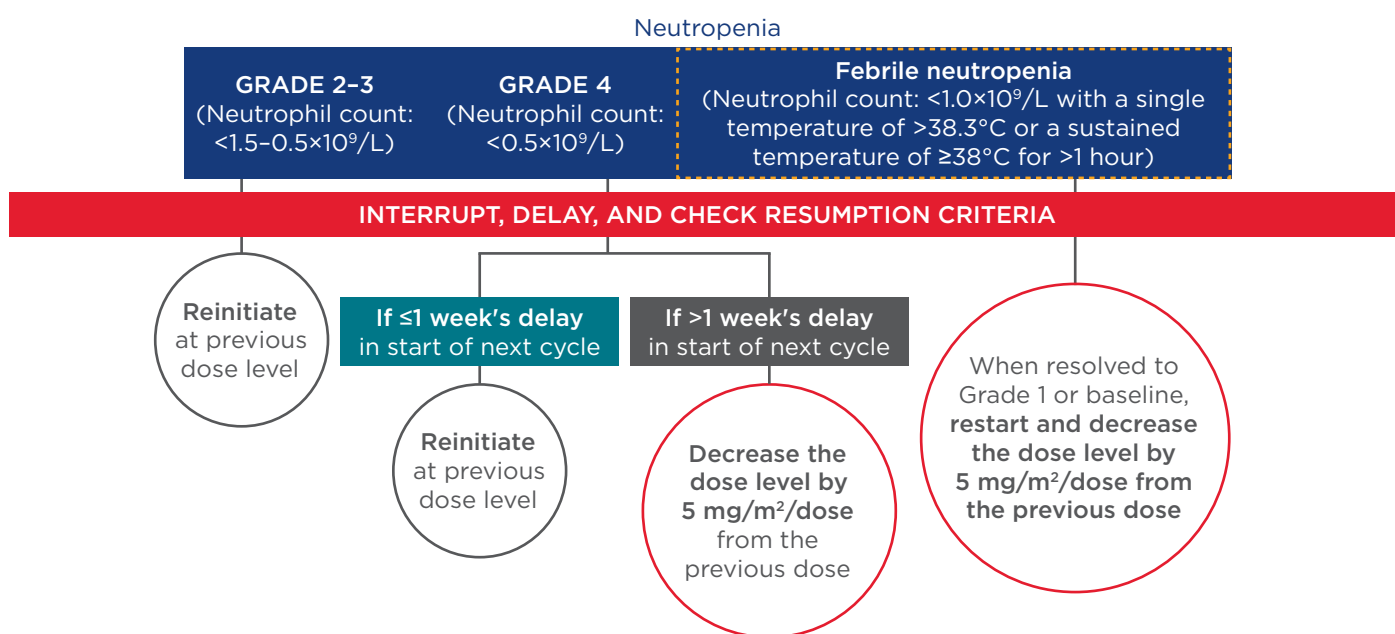 Neutropenia
GRADE 2–3
(Neutrophil count:
<1.5–0.5×10⁹/L)
GRADE 4
(Neutrophil count:
<0.5×10⁹/L)
Febrile neutropenia
(Neutrophil count: <1.0×10⁹/L with a single
temperature of >38.3°C or a sustained
temperature of ≥38°C for >1 hour)
INTERRUPT, DELAY, AND CHECK RESUMPTION CRITERIA
Reinitiate
at previous
dose level
If ≤1 week's delay
in start of next cycle
Reinitiate
at previous
dose level
If >1 week's delay
in start of next cycle
Decrease the
dose level by
5 mg/m²/dose
from the
previous dose
When resolved to
Grade 1 or baseline,
restart and decrease
the dose level by
5 mg/m²/dose from
the previous dose